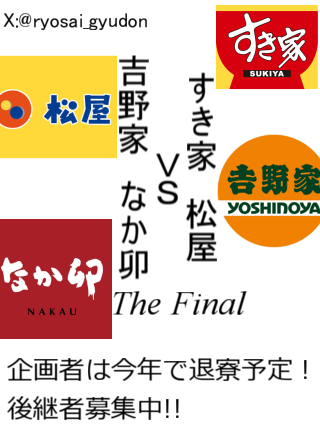 X:@ryosai_gyudon
すき家
SUKIYA
松屋
吉野家 なか卯
VS
すき家 松屋
吉野家
YOSHINOYA
なか卯
NAKAU
The Final
企画者は今年で退寮予定！
後継者募集中!!